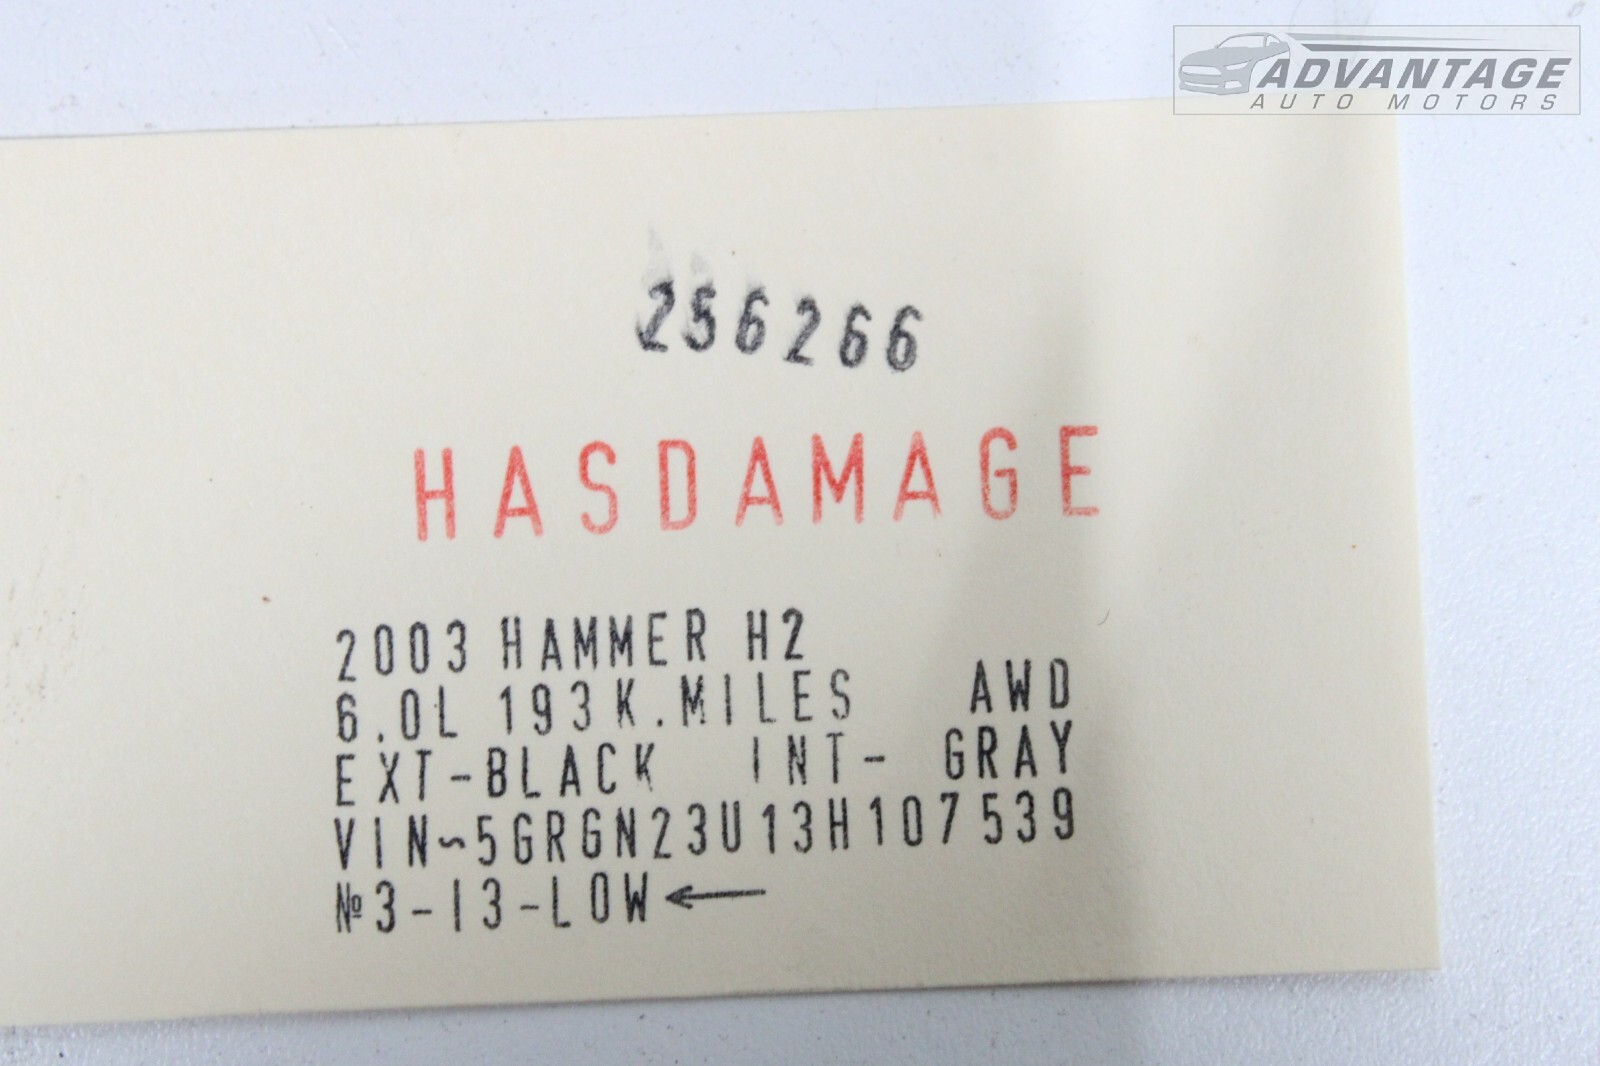 ADVANTAGE
AUTO MOTORS
256266
HASDAMAGE
2003 HAMMER H2
6.0L 193K.MILES AWD
EXT-BLACK INT- GRAY
VIN~5GRGN23U13H107539
№3-13-LOW←